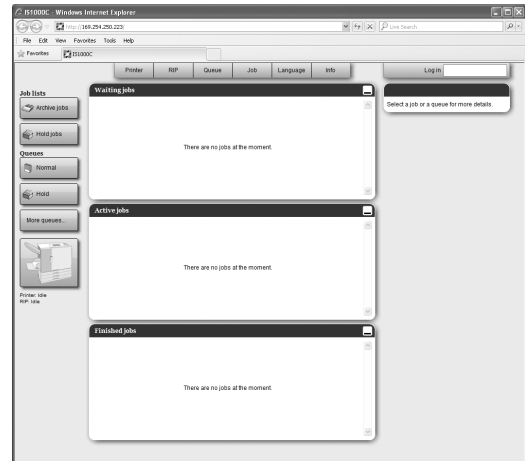 IS1000C - Windows Internet Explorer
http://169.254.250.223/
Live Search
File Edit View Favorites Tools Help
Favorites IS1000C
Printer RIP Queue Job Language Info
Log in
Job lists
Archive jobs
Hold jobs
Queues
Normal
Hold
More queues...
Printer: Idle
RIP: Idle
Waiting jobs
There are no jobs at the moment.
Active jobs
There are no jobs at the moment.
Finished jobs
There are no jobs at the moment.
Select a job or a queue for more details.